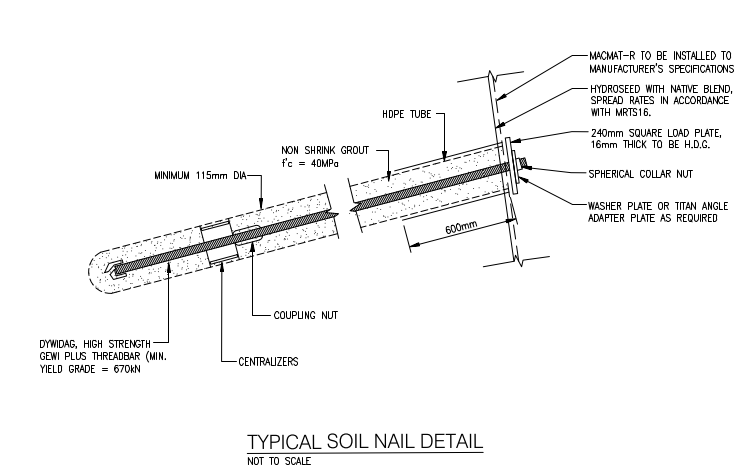 MACMAT-R TO BE INSTALLED TO
MANUFACTURER'S SPECIFICATIONS
HYDROSEED WITH NATIVE BLEND,
SPREAD RATES IN ACCORDANCE
WITH MRTS16.
HDPE TUBE
240mm SQUARE LOAD PLATE,
16mm THICK TO BE H.D.G.
NON SHRINK GROUT
f'c = 40MPa
MINIMUM 115mm DIA
SPHERICAL COLLAR NUT
WASHER PLATE OR TITAN ANGLE
ADAPTER PLATE AS REQUIRED
600mm
COUPLING NUT
DYWIDAG, HIGH STRENGTH
GEWI PLUS THREADBAR (MIN.
YIELD GRADE = 670kN
CENTRALIZERS
TYPICAL SOIL NAIL DETAIL
NOT TO SCALE